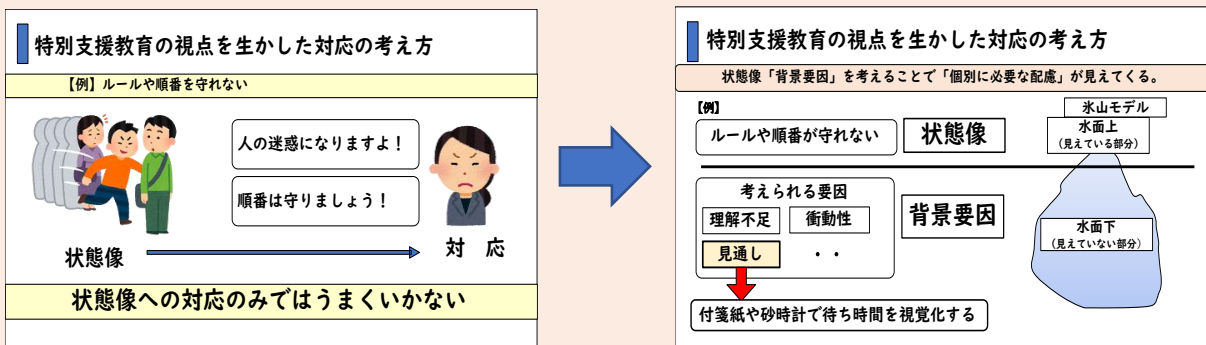 特別支援教育の視点を生かした対応の考え方
【例】ルールや順番を守れない
人の迷惑になりますよ！
順番は守りましょう！
状態像
対　応
状態像への対応のみではうまくいかない
特別支援教育の視点を生かした対応の考え方
状態像「背景要因」を考えることで「個別に必要な配慮」が見えてくる。
【例】
氷山モデル
ルールや順番が守れない
状態像
水面上
（見えている部分）
考えられる要因
理解不足
衝動性
背景要因
水面下
（見えていない部分）
見通し
・・
付箋紙や砂時計で待ち時間を視覚化する